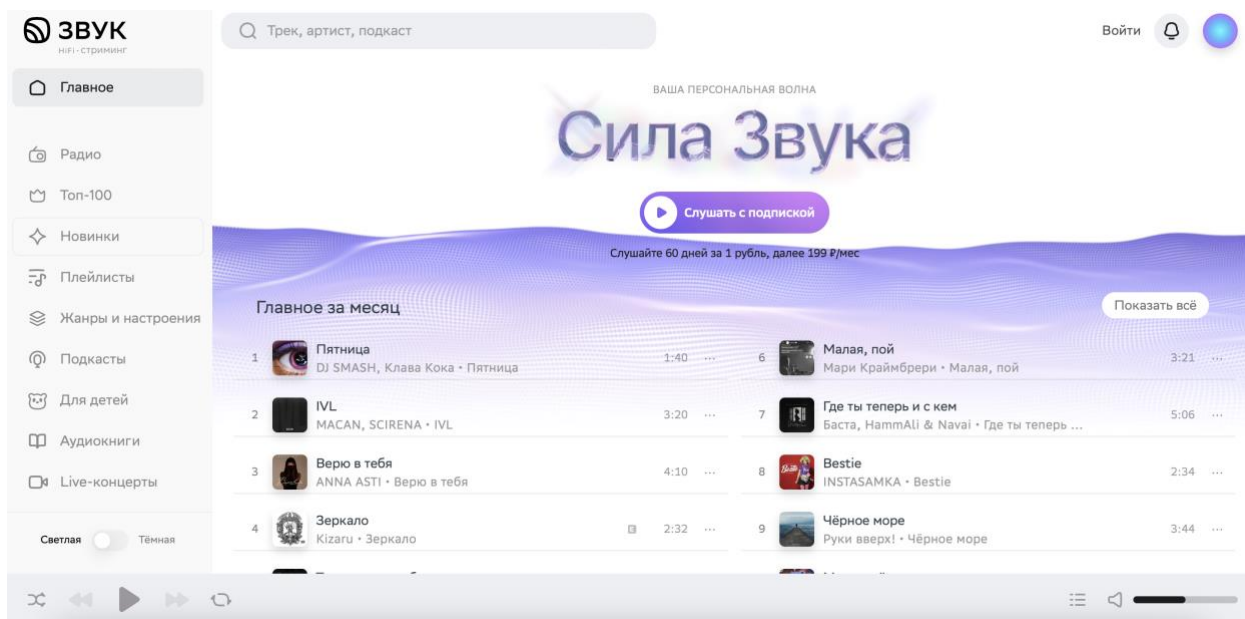 ЗВУК
HIFI-СТРИМИНГ
Трек, артист, подкаст
Войти
Главное
Радио
Топ-100
Новинки
Плейлисты
Жанры и настроения
Подкасты
Для детей
Аудиокниги
Live-концерты
Светлая
Тёмная
ВАША ПЕРСОНАЛЬНАЯ ВОЛНА
Сила Звука
Слушать с подпиской
Слушайте 60 дней за 1 рубль, далее 199 ₽/мес
Главное за месяц
Показать всё
1 Пятница 1:40 ...
DJ SMASH, Клава Кока • Пятница
2 IVL 3:20 ...
MACAN, SCIRENA • IVL
3 Верю в тебя 4:10 ...
ANNA ASTI • Верю в тебя
4 Зеркало E 2:32 ...
Kizaru • Зеркало
6 Малая, пой 3:21 ...
Мари Краймбрери • Малая, пой
7 Где ты теперь и с кем 5:06 ...
Баста, HammAli & Navai • Где ты теперь ...
8 Bestie 2:34 ...
INSTASAMKA • Bestie
9 Чёрное море 3:44 ...
Руки вверх! • Чёрное море